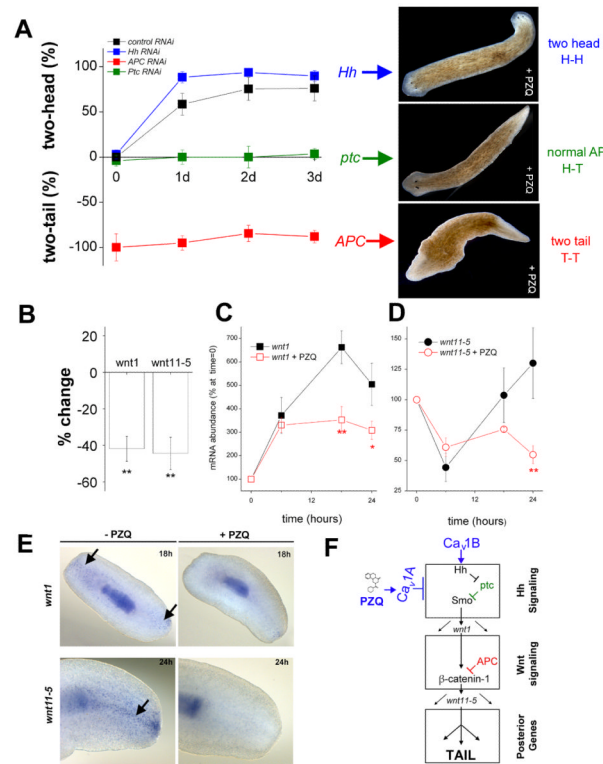 A
two-head (%)
two-tail (%)
100
50
0
-50
-100
control RNAi
Hh RNAi
APC RNAi
Ptc RNAi
0
1d
2d
3d
Hh
ptc
APC
+ PZQ
+ PZQ
+ PZQ
two head
H-H
normal AP
H-T
two tail
T-T
B
% change
20
0
-20
-40
-60
wnt1
wnt11-5
**
**
C
mRNA abundance (% at time=0)
700
600
500
400
300
200
100
wnt1
wnt1 + PZQ
**
*
0
12
18
24
time (hours)
D
150
125
100
75
50
25
wnt11-5
wnt11-5 + PZQ
**
0
6
12
18
24
time (hours)
E
- PZQ
+ PZQ
wnt1
18h
18h
wnt11-5
24h
24h
F
Cav1B
PZQ
Cav1A
Hh
ptc
Smo
Hh
Signaling
wnt1
APC
β-catenin-1
Wnt
signaling
wnt11-5
TAIL
Posterior
Genes